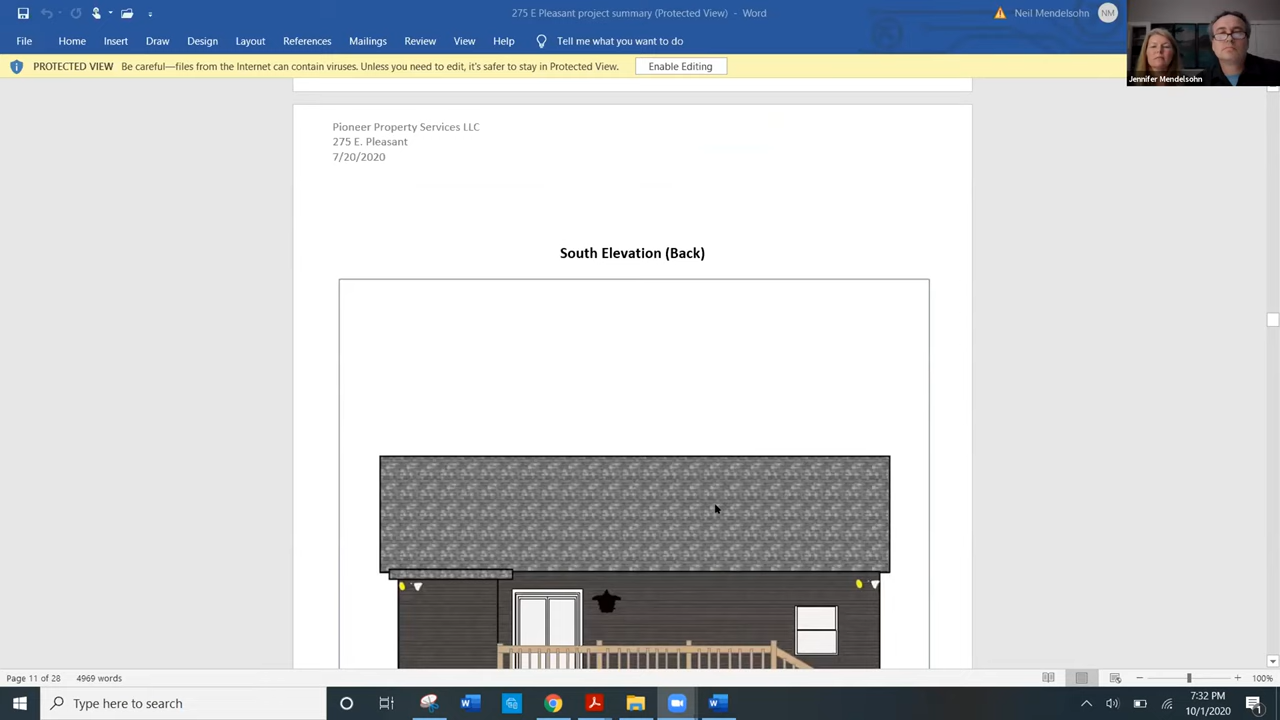 275 E Pleasant project summary (Protected View) - Word
Neil Mendelsohn
NM
File Home Insert Draw Design Layout References Mailings Review View Help Tell me what you want to do
PROTECTED VIEW Be careful—files from the Internet can contain viruses. Unless you need to edit, it's safer to stay in Protected View. Enable Editing
Jennifer Mendelsohn
Pioneer Property Services LLC
275 E. Pleasant
7/20/2020
South Elevation (Back)
Page 11 of 28 4969 words
100%
Type here to search
7:32 PM
10/1/2020
1